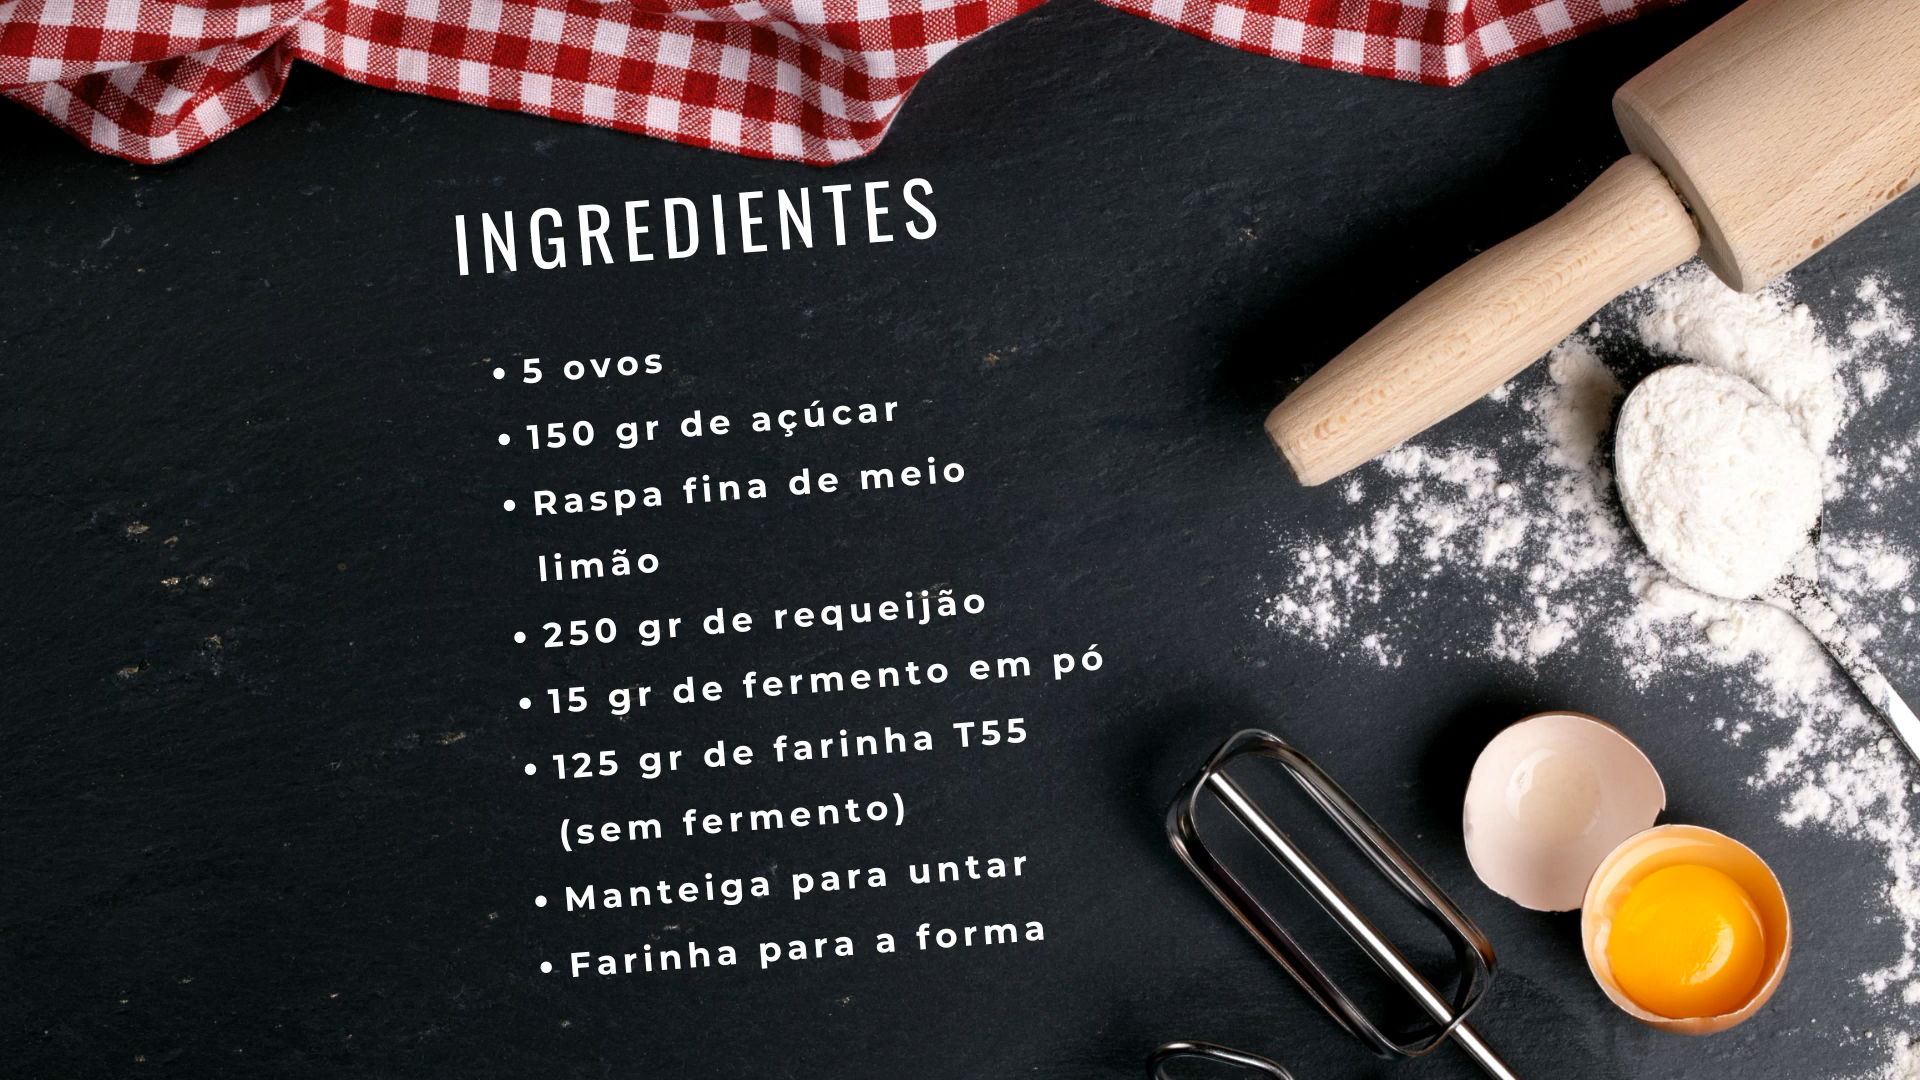 INGREDIENTES
• 5 ovos
• 150 gr de açúcar
• Raspa fina de meio
limão
• 250 gr de requeijão
• 15 gr de fermento em pó
• 125 gr de farinha T55
(sem fermento)
• Manteiga para untar
• Farinha para a forma